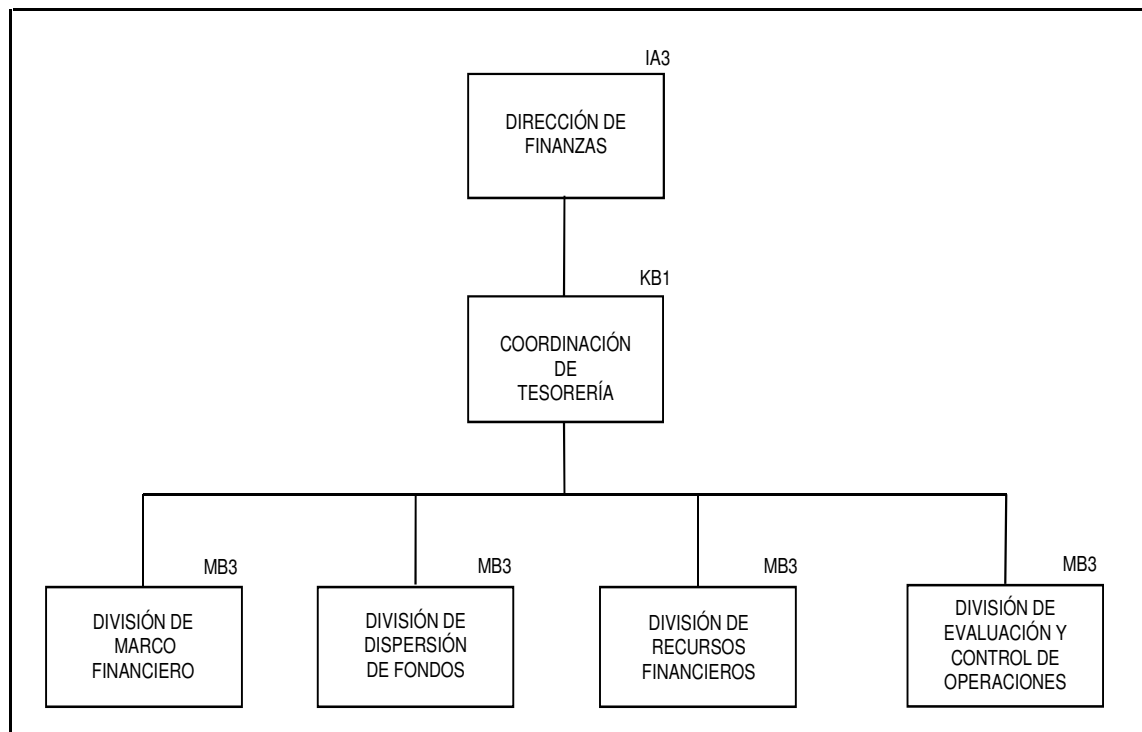 IA3
DIRECCIÓN DE
FINANZAS
KB1
COORDINACIÓN
DE
TESORERÍA
MB3
DIVISIÓN DE
MARCO
FINANCIERO
MB3
DIVISIÓN DE
DISPERSIÓN
DE FONDOS
MB3
DIVISIÓN DE
RECURSOS
FINANCIEROS
MB3
DIVISIÓN DE
EVALUACIÓN Y
CONTROL DE
OPERACIONES